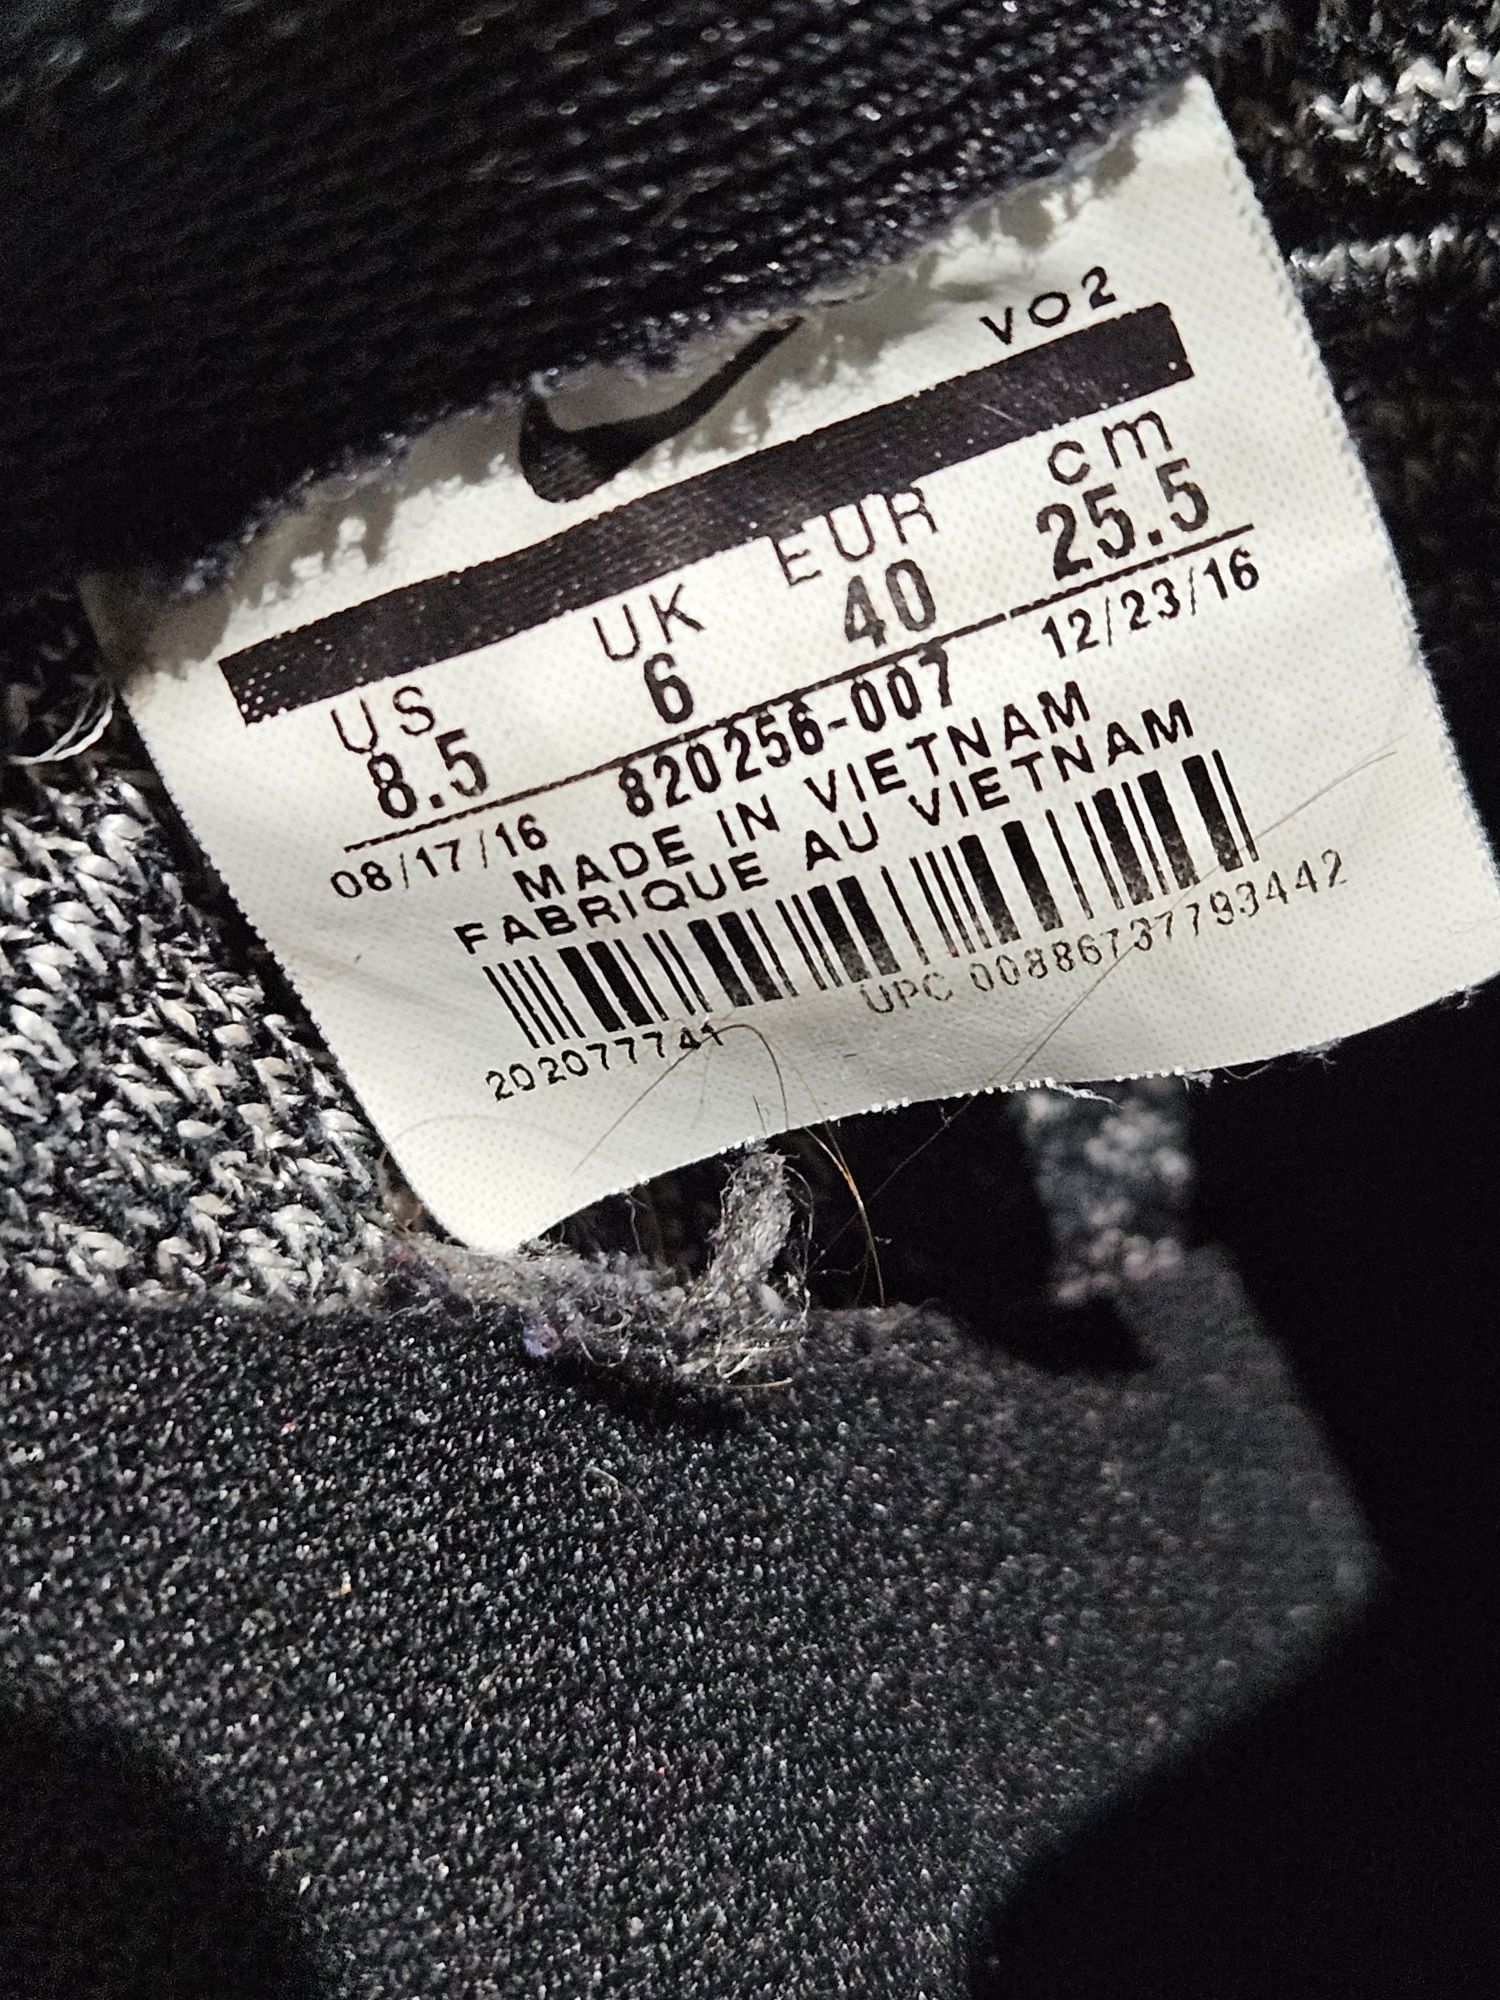 VO2
US UK EUR cm
8.5 6 40 25.5
08/17/16 820256-007 12/23/16
MADE IN VIETNAM
FABRIQUE AU VIETNAM
202077741 UPC 00886737793442